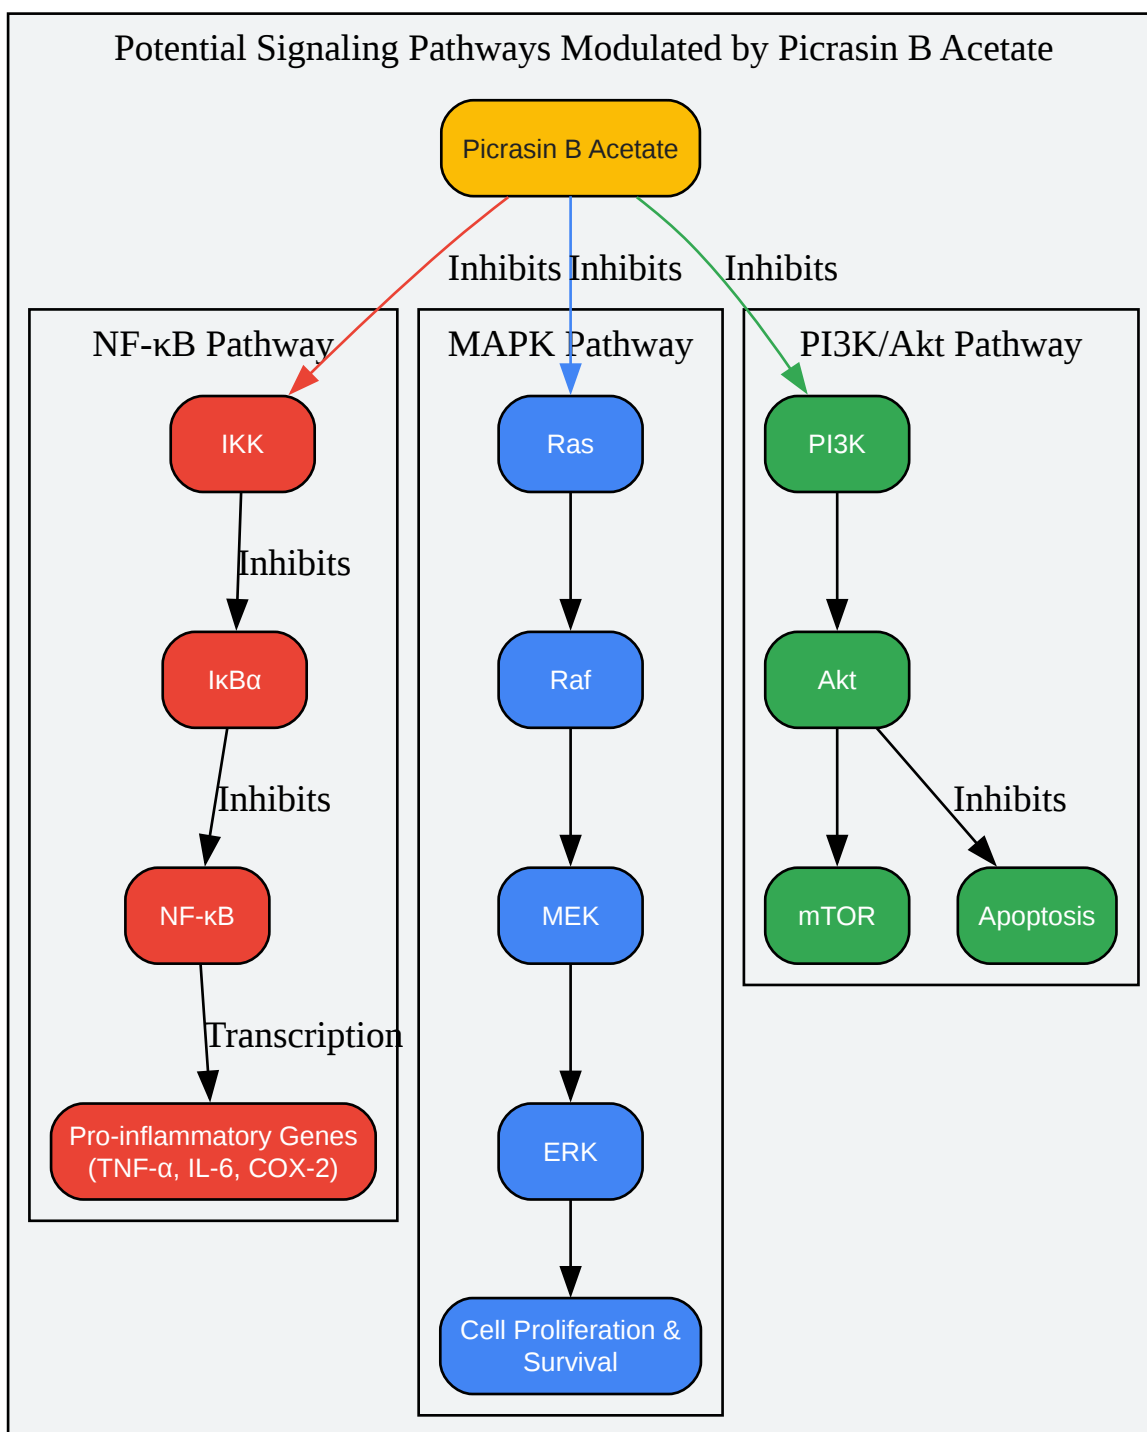 Potential Signaling Pathways Modulated by Picrasin B Acetate
Picrasin B Acetate
Inhibits
Inhibits
Inhibits
NF-κB Pathway
IKK
Inhibits
IκBα
Inhibits
NF-κB
Transcription
Pro-inflammatory Genes
(TNF-α, IL-6, COX-2)
MAPK Pathway
Ras
Raf
MEK
ERK
Cell Proliferation &
Survival
PI3K/Akt Pathway
PI3K
Akt
Inhibits
mTOR
Apoptosis